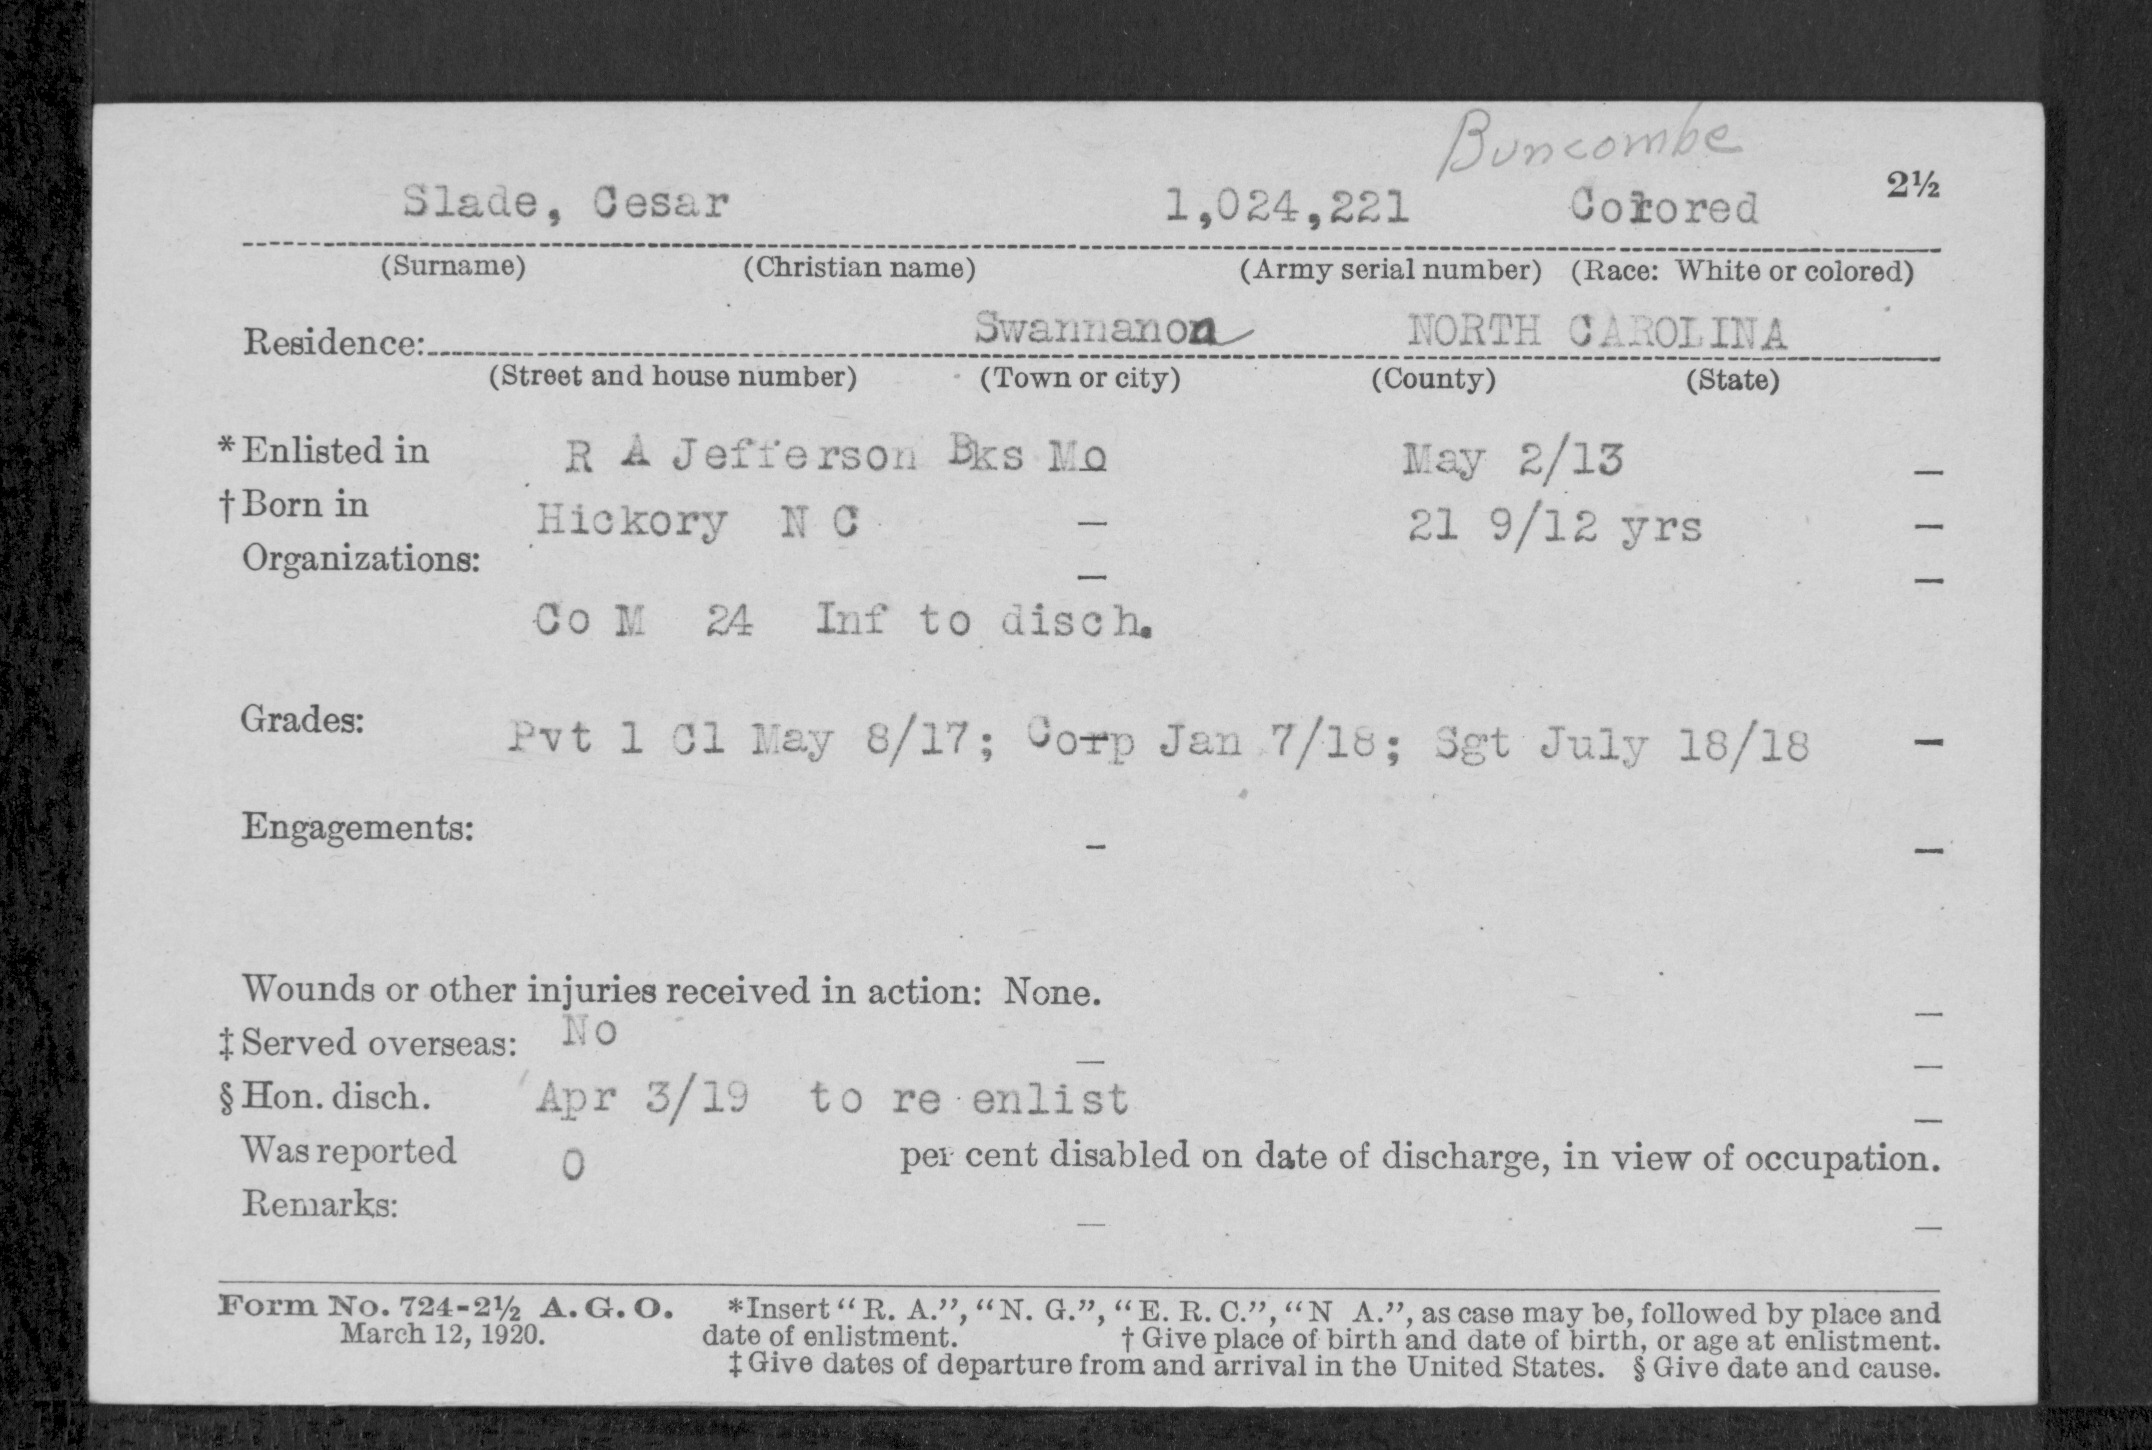 Buncombe
Slade, Cesar 1,024,221 Colored 2½
(Surname) (Christian name) (Army serial number) (Race: White or colored)
Residence: Swannanoa NORTH CAROLINA
(Street and house number) (Town or city) (County) (State)
*Enlisted in R A Jefferson Bks Mo May 2/13 —
†Born in Hickory N C — 21 9/12 yrs —
Organizations: — —
Co M 24 Inf to disch.
Grades: Pvt 1 Cl May 8/17; Corp Jan 7/18; Sgt July 18/18 —
Engagements: — —
Wounds or other injuries received in action: None. —
‡Served overseas: No — —
§Hon. disch. Apr 3/19 to re enlist —
Was reported 0 per cent disabled on date of discharge, in view of occupation.
Remarks: — —
Form No. 724-2½ A. G. O. *Insert "R. A.", "N. G.", "E. R. C.", "N A.", as case may be, followed by place and
March 12, 1920. date of enlistment. †Give place of birth and date of birth, or age at enlistment.
‡Give dates of departure from and arrival in the United States. §Give date and cause.